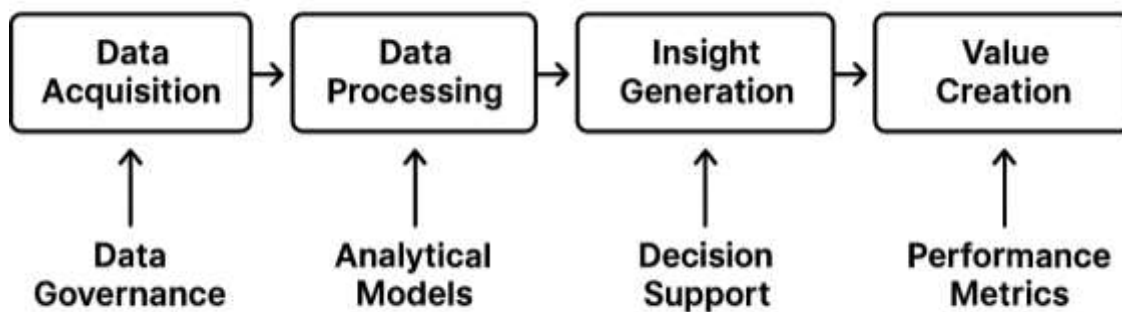 Data
Acquisition
Data
Processing
Insight
Generation
Value
Creation
Data
Governance
Analytical
Models
Decision
Support
Performance
Metrics